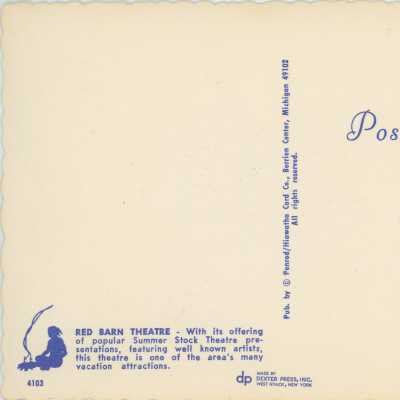 Pos
Pub. by © Penrod/Hiawatha Card Co., Berrien Center, Michigan 49102
All rights reserved.
RED BARN THEATRE - With its offering
of popular Summer Stock Theatre pre-
sentations, featuring well known artists,
this theatre is one of the area's many
vacation attractions.
4103
dp
MADE BY
DEXTER PRESS, INC.
WEST NYACK, NEW YORK